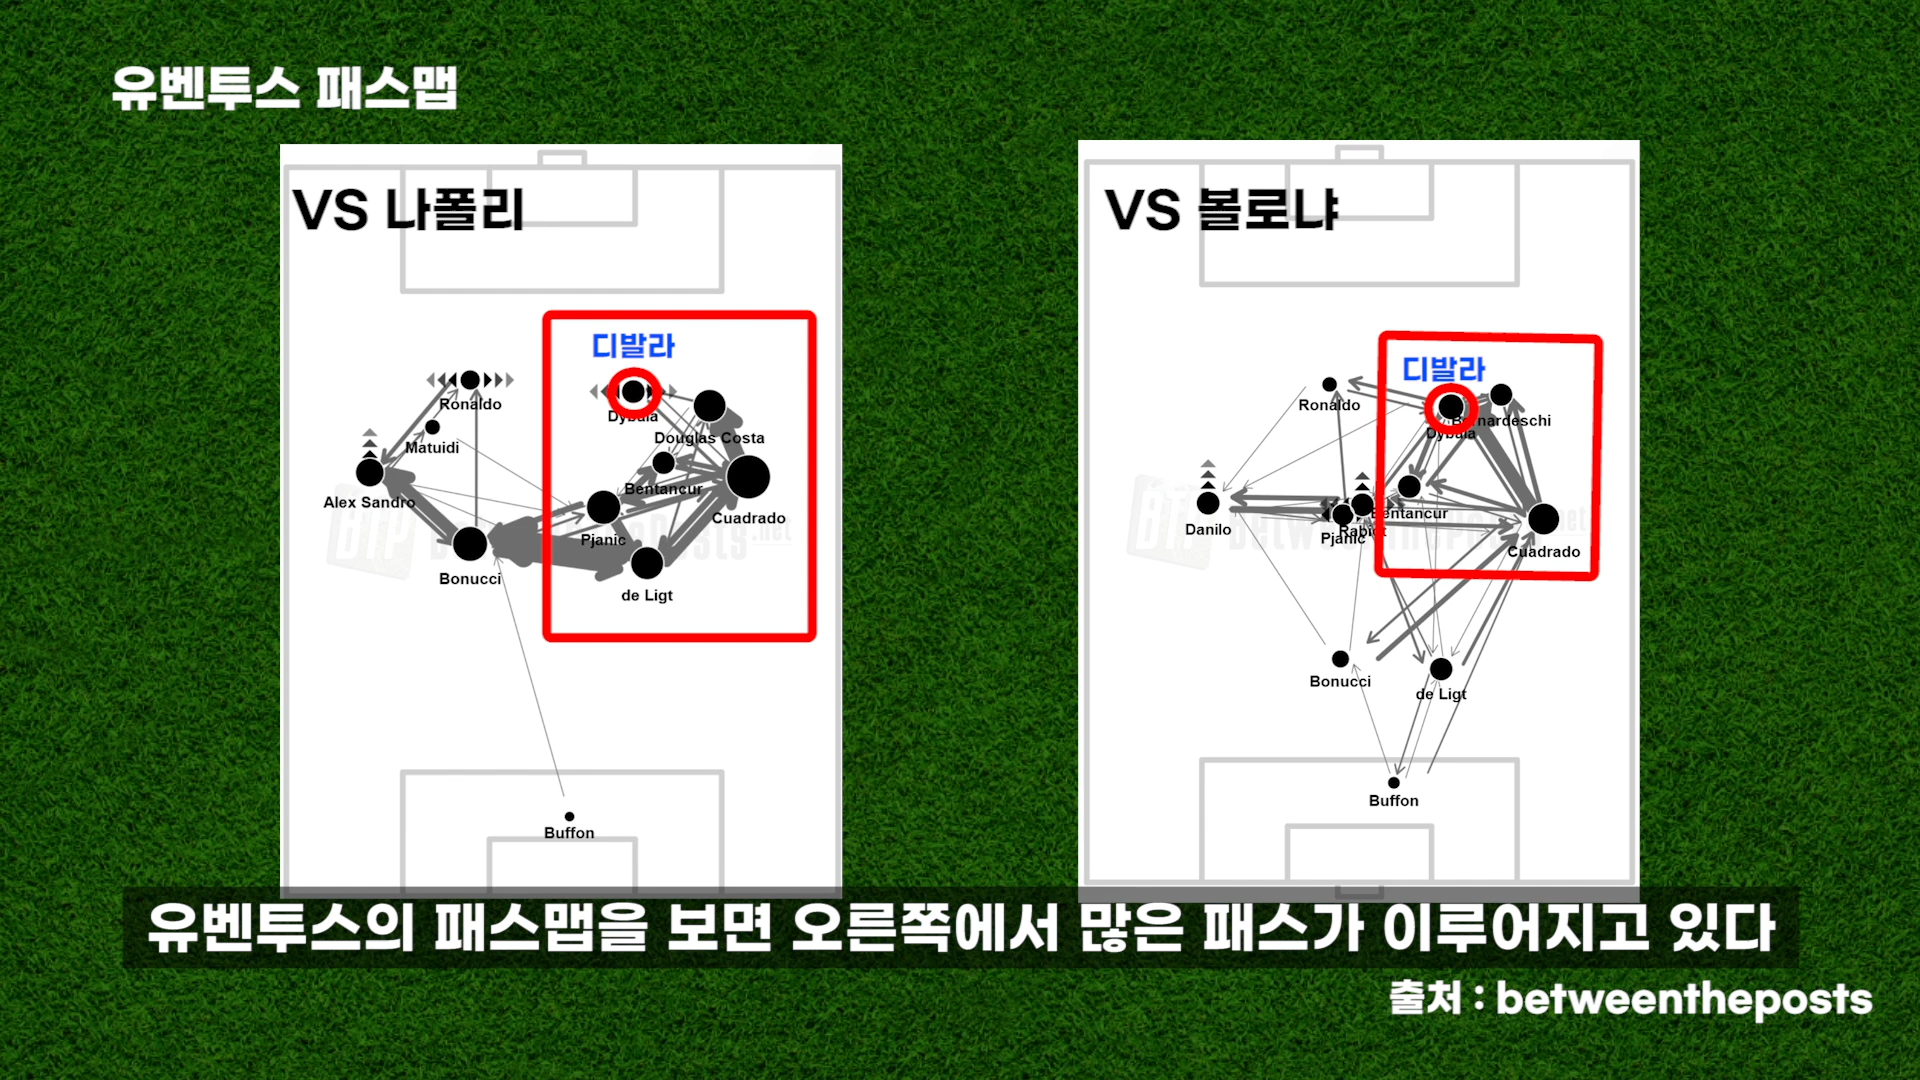 유벤투스 패스맵
VS 나폴리
디발라
Ronaldo
Dybala
Matuidi
Douglas Costa
Alex Sandro
Bentancur
Cuadrado
Pjanic
Bonucci
de Ligt
Buffon
VS 볼로냐
디발라
Ronaldo
Bernardeschi
Dybala
Danilo
Bentancur
Rabiot
Pjanic
Cuadrado
Bonucci
de Ligt
Buffon
유벤투스의 패스맵을 보면 오른쪽에서 많은 패스가 이루어지고 있다
출처 : betweentheposts